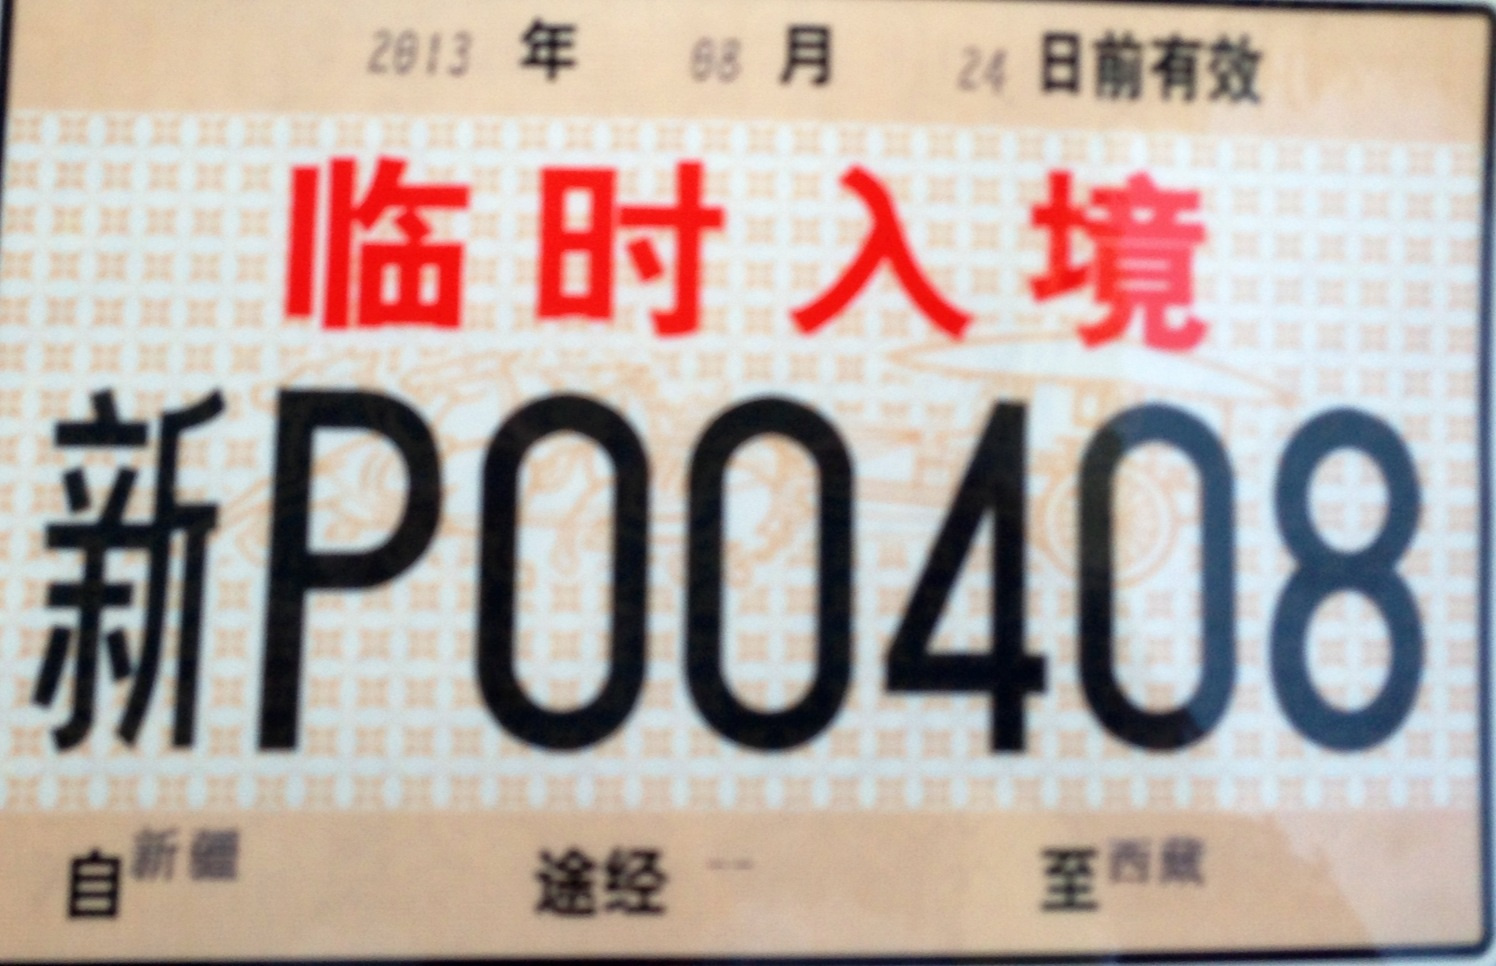 2013 年 08 月 24 日前有效
临时入境
新P00408
自新疆 途经 -- 至西藏